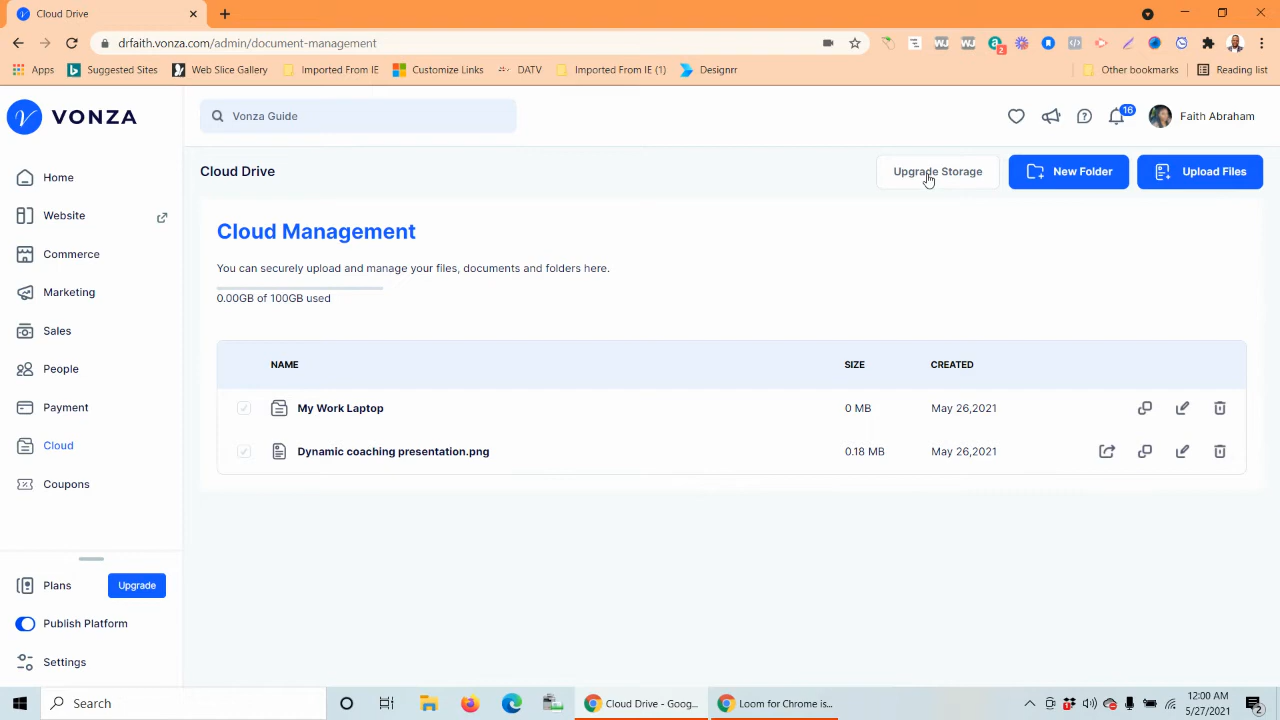 Cloud Drive
drfaith.vonza.com/admin/document-management
Apps
Suggested Sites
Web Slice Gallery
Imported From IE
Customize Links
DATV
Imported From IE (1)
Designrr
Other bookmarks
Reading list
VONZA
Vonza Guide
16
Faith Abraham
Home
Website
Commerce
Marketing
Sales
People
Payment
Cloud
Coupons
Plans
Upgrade
Publish Platform
Settings
Cloud Drive
Upgrade Storage
New Folder
Upload Files
Cloud Management
You can securely upload and manage your files, documents and folders here.
0.00GB of 100GB used
NAME SIZE CREATED
My Work Laptop 0 MB May 26,2021
Dynamic coaching presentation.png 0.18 MB May 26,2021
Search
Cloud Drive - Goog...
Loom for Chrome is...
12:00 AM
5/27/2021
2